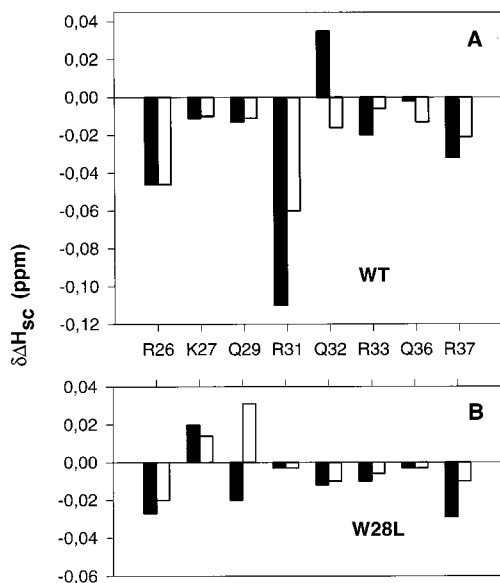 0,04
A
0,02
0,00
-0,02
-0,04
-0,06
-0,08
-0,10
WT
-0,12
R26 K27 Q29 R31 Q32 R33 Q36 R37
δΔHsc (ppm)
0,04
B
0,02
0,00
-0,02
-0,04
W28L
-0,06